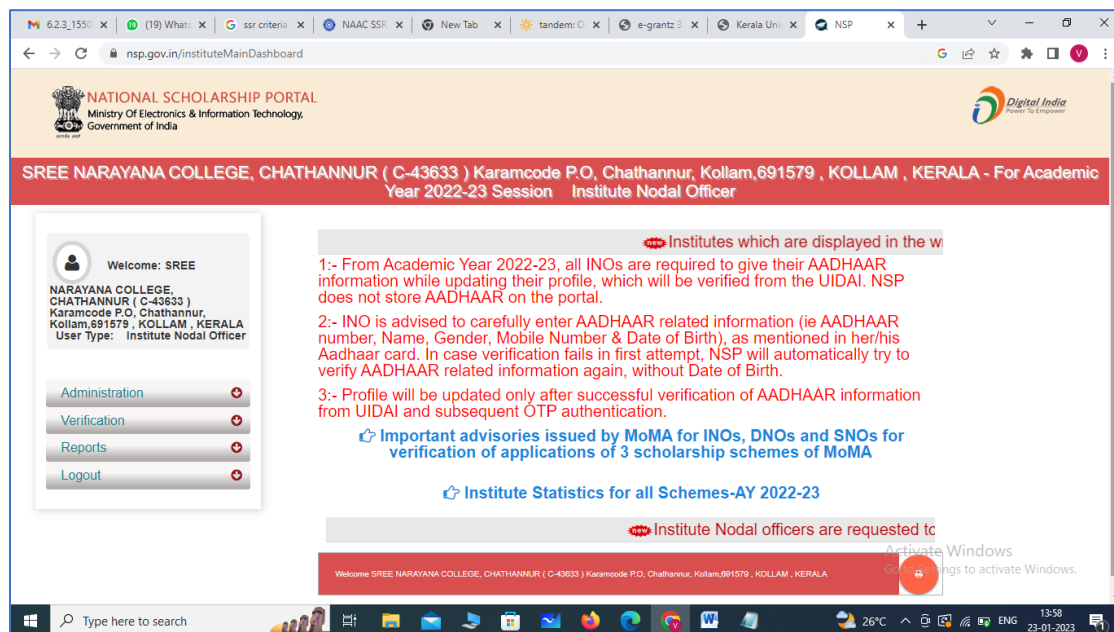 6.2.3_1550
(19) Whats
ssr criteria
NAAC SSR
New Tab
tandem: O
e-grantz 3
Kerala Uni
NSP
nsp.gov.in/instituteMainDashboard
V
NATIONAL SCHOLARSHIP PORTAL
Ministry Of Electronics & Information Technology,
Government of India
Digital India
Power To Empower
SREE NARAYANA COLLEGE, CHATHANNUR ( C-43633 ) Karamcode P.O, Chathannur, Kollam,691579 , KOLLAM , KERALA - For Academic
Year 2022-23 Session Institute Nodal Officer
Welcome: SREE
NARAYANA COLLEGE,
CHATHANNUR ( C-43633 )
Karamcode P.O, Chathannur,
Kollam,691579 , KOLLAM , KERALA
User Type: Institute Nodal Officer
Administration
Verification
Reports
Logout
new Institutes which are displayed in the w
1:- From Academic Year 2022-23, all INOs are required to give their AADHAAR
information while updating their profile, which will be verified from the UIDAI. NSP
does not store AADHAAR on the portal.
2:- INO is advised to carefully enter AADHAAR related information (ie AADHAAR
number, Name, Gender, Mobile Number & Date of Birth), as mentioned in her/his
Aadhaar card. In case verification fails in first attempt, NSP will automatically try to
verify AADHAAR related information again, without Date of Birth.
3:- Profile will be updated only after successful verification of AADHAAR information
from UIDAI and subsequent OTP authentication.
Important advisories issued by MoMA for INOs, DNOs and SNOs for
verification of applications of 3 scholarship schemes of MoMA
Institute Statistics for all Schemes-AY 2022-23
new Institute Nodal officers are requested to
Welcome SREE NARAYANA COLLEGE, CHATHANNUR ( C-43633 ) Karamcode P.O, Chathannur, Kollam,691579 , KOLLAM , KERALA
Activate Windows
Go to Settings to activate Windows.
Type here to search
26°C
ENG
13:58
23-01-2023